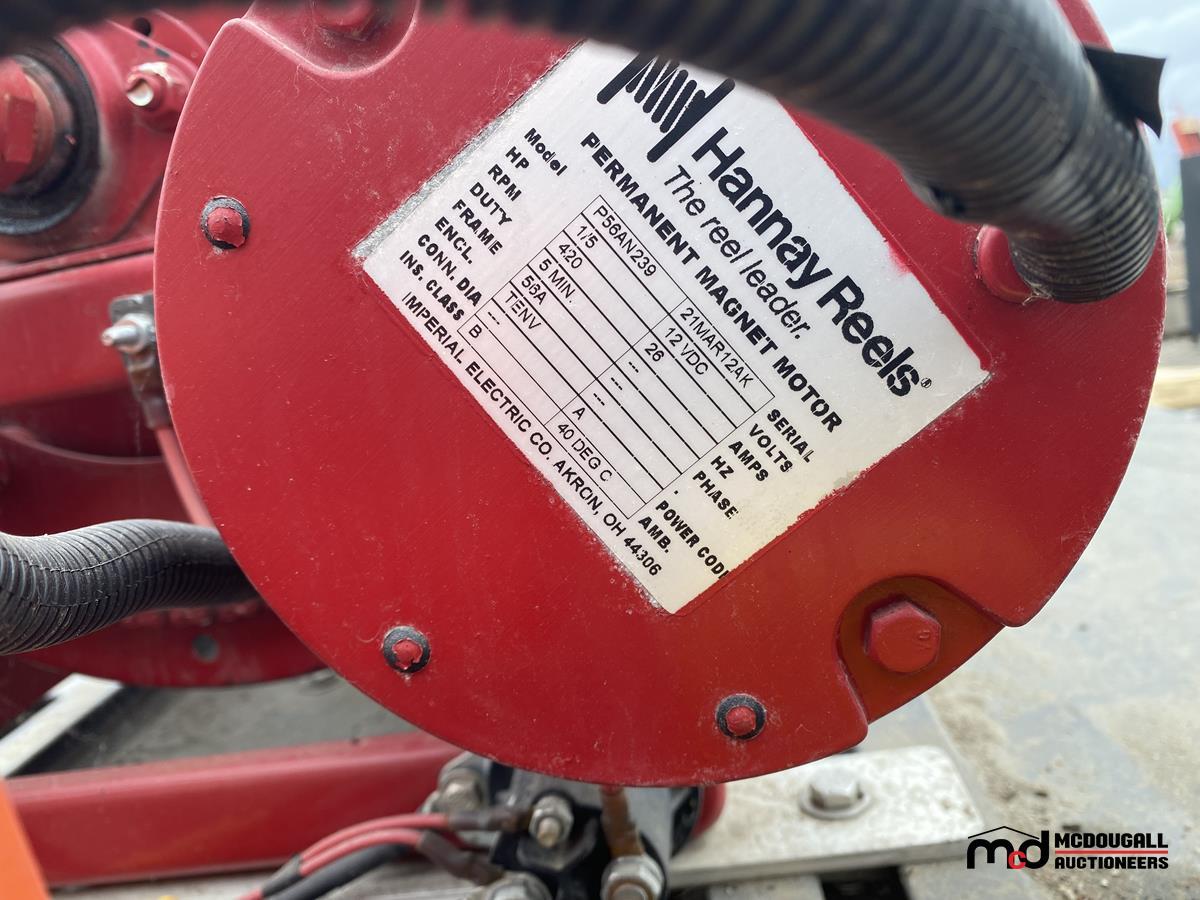 Hannay Reels®
The reel leader.
PERMANENT MAGNET MOTOR
Model P56AN239 21MAR12AK SERIAL
HP 1/5 12 VDC VOLTS
RPM 420 26 AMPS
DUTY 5 MIN. --- HZ
FRAME 56A --- PHASE
ENCL. TENV ---
CONN. DIA --- A POWER CODE
INS. CLASS B 40 DEG C AMB.
IMPERIAL ELECTRIC CO. AKRON, OH 44306
mcd MCDOUGALL
AUCTIONEERS